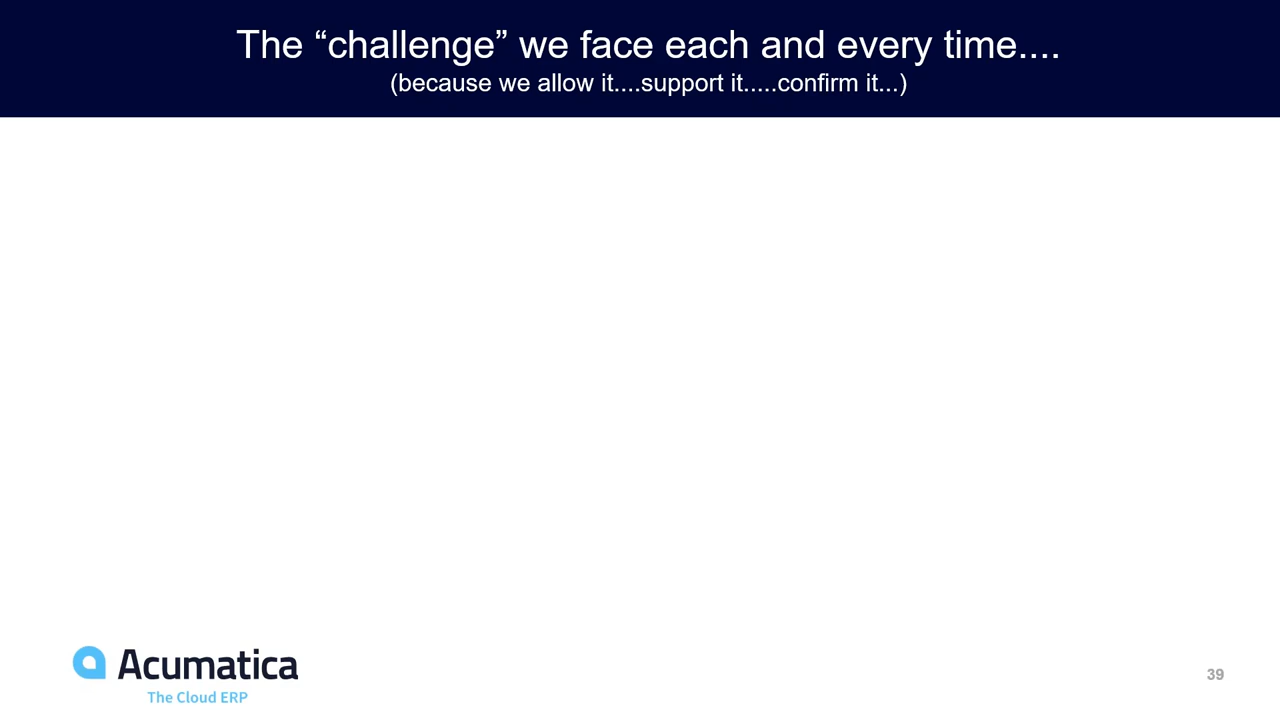 The “challenge” we face each and every time....
(because we allow it....support it.....confirm it...)
Acumatica
The Cloud ERP
39